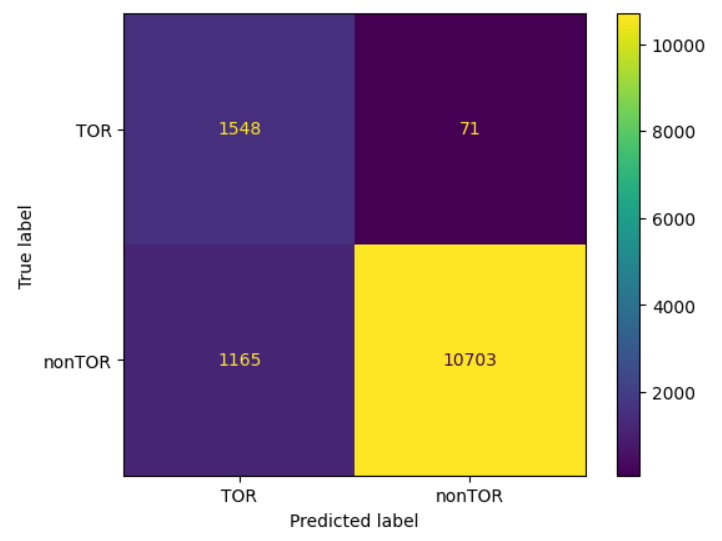 10000
TOR
1548
71
8000
6000
True label
4000
nonTOR
1165
10703
2000
TOR
nonTOR
Predicted label